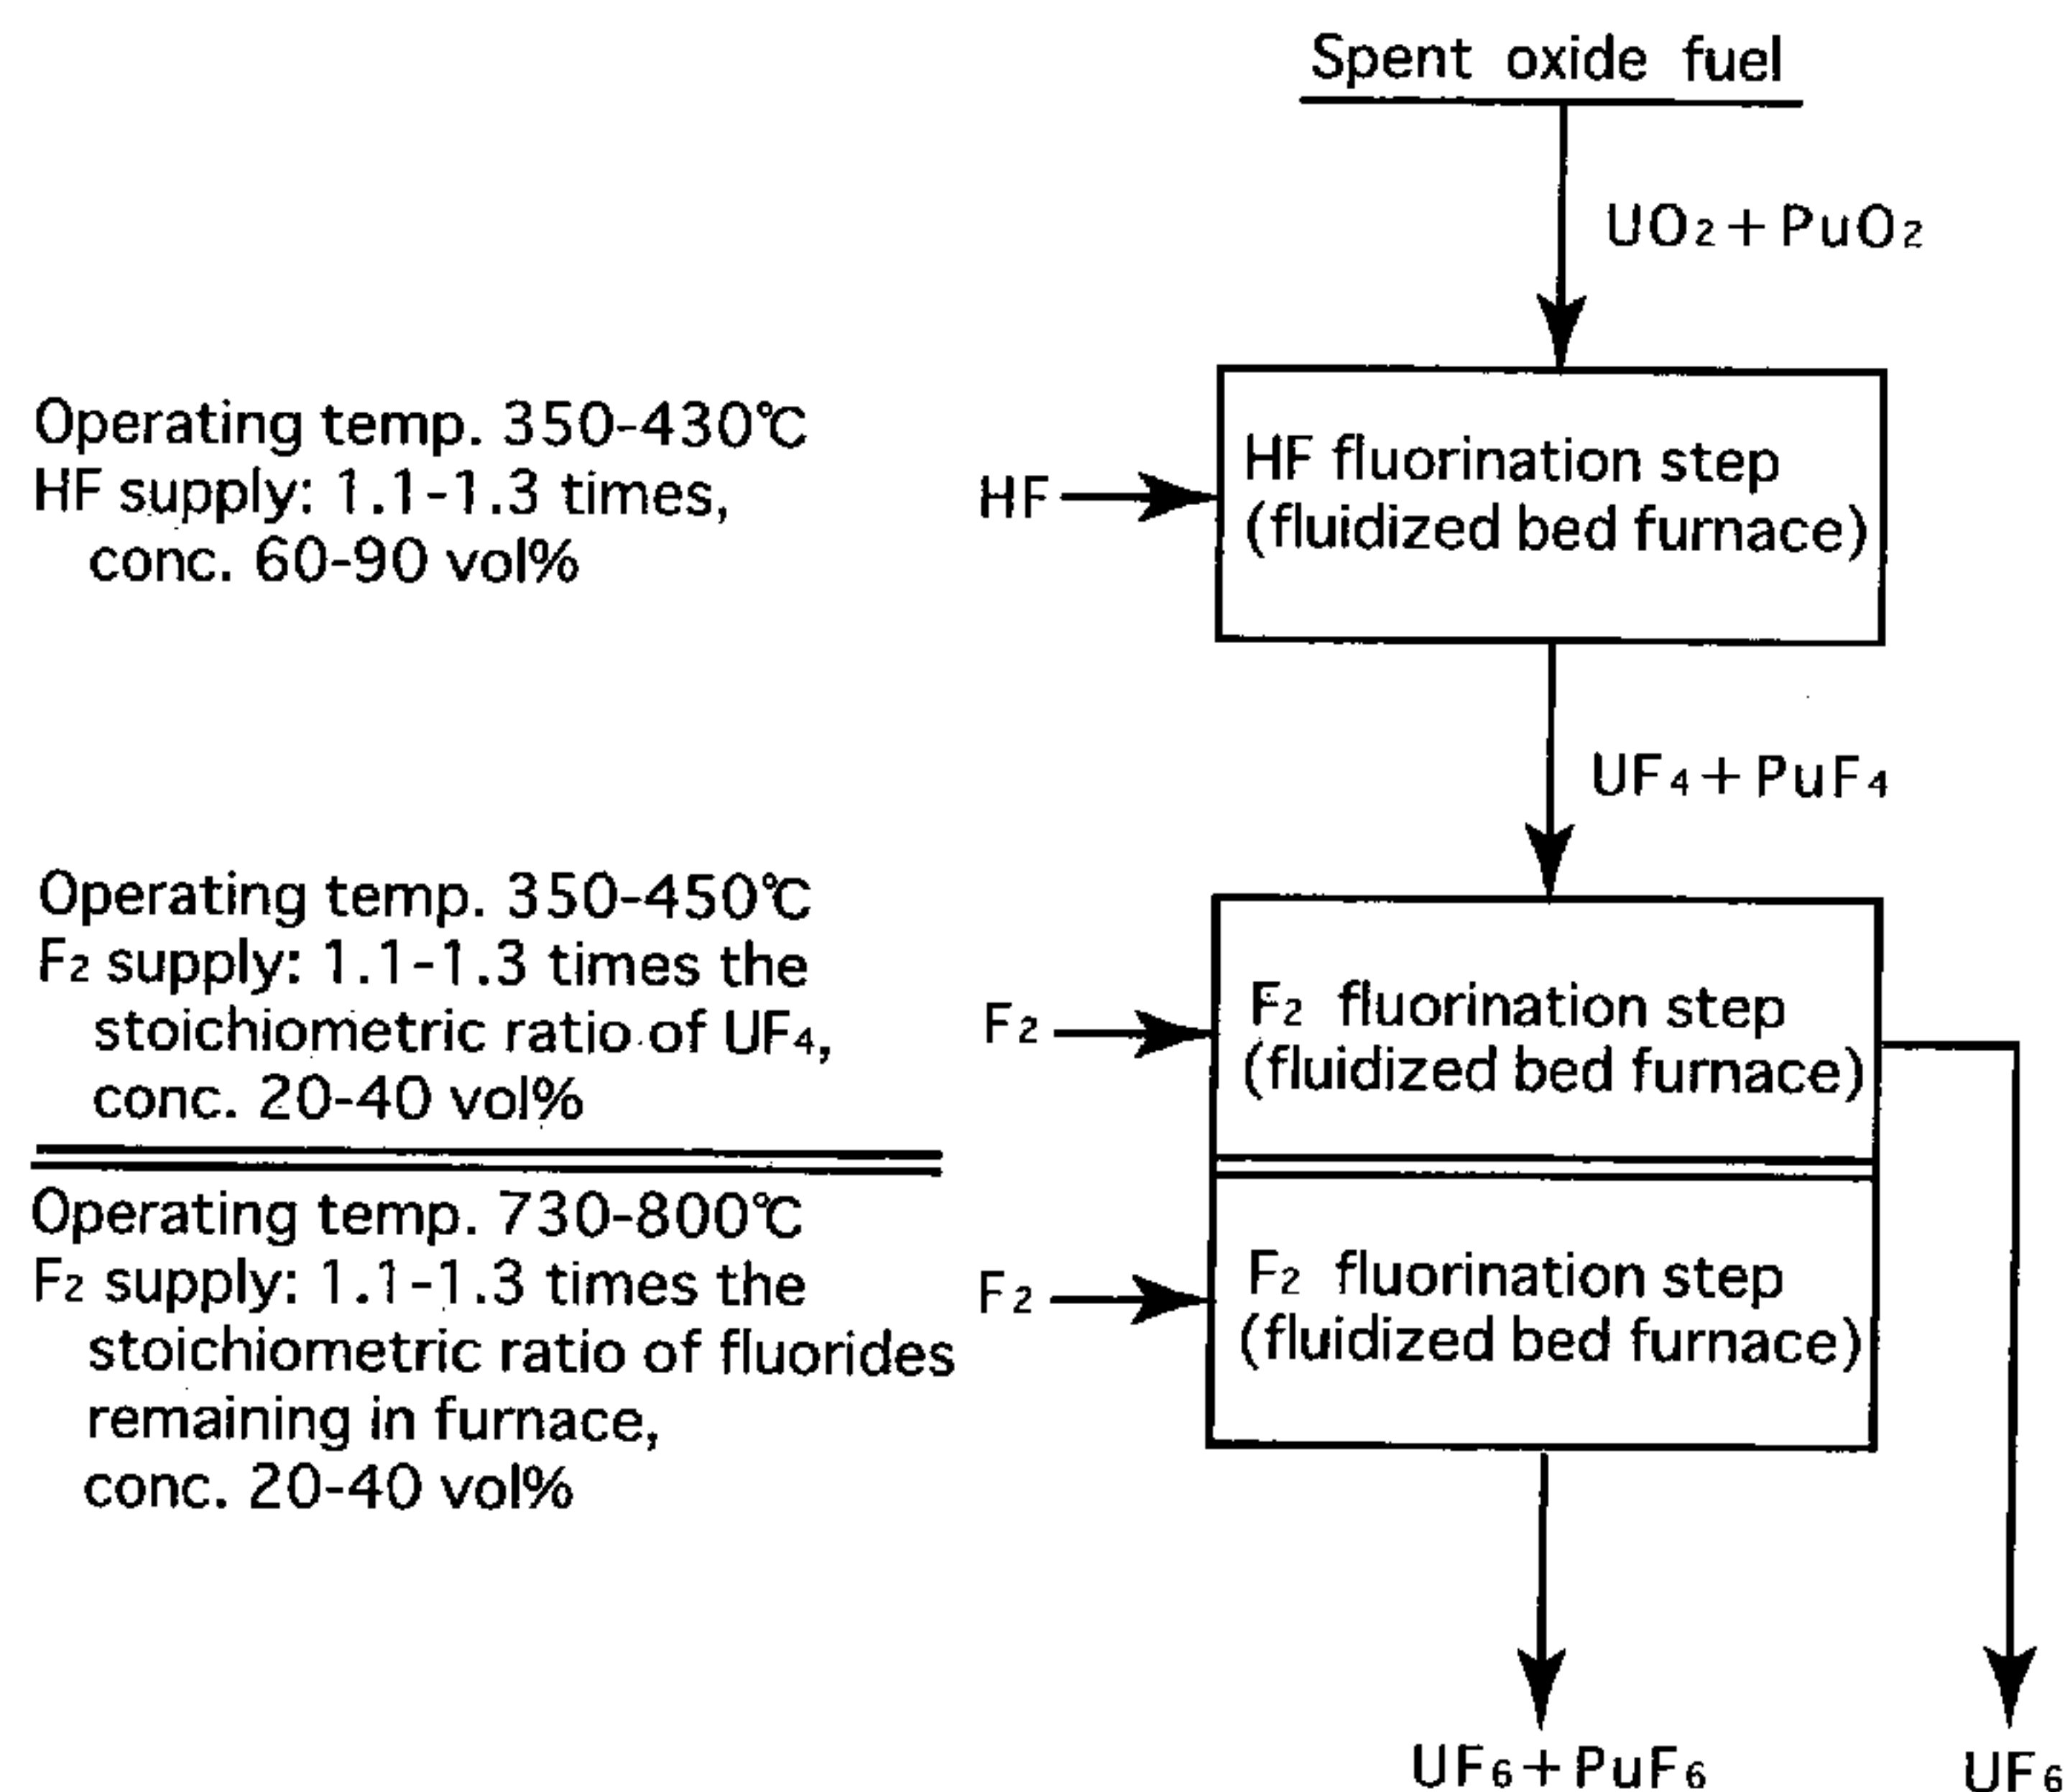 Spent oxide fuel
UO₂+PuO₂
Operating temp. 350-430℃
HF supply: 1.1-1.3 times,
conc. 60-90 vol%
HF
HF fluorination step
(fluidized bed furnace)
UF₄+PuF₄
Operating temp. 350-450℃
F₂ supply: 1.1-1.3 times the
stoichiometric ratio of UF₄,
conc. 20-40 vol%
F₂
F₂ fluorination step
(fluidized bed furnace)
Operating temp. 730-800℃
F₂ supply: 1.1-1.3 times the
stoichiometric ratio of fluorides
remaining in furnace,
conc. 20-40 vol%
F₂
F₂ fluorination step
(fluidized bed furnace)
UF₆+PuF₆
UF₆